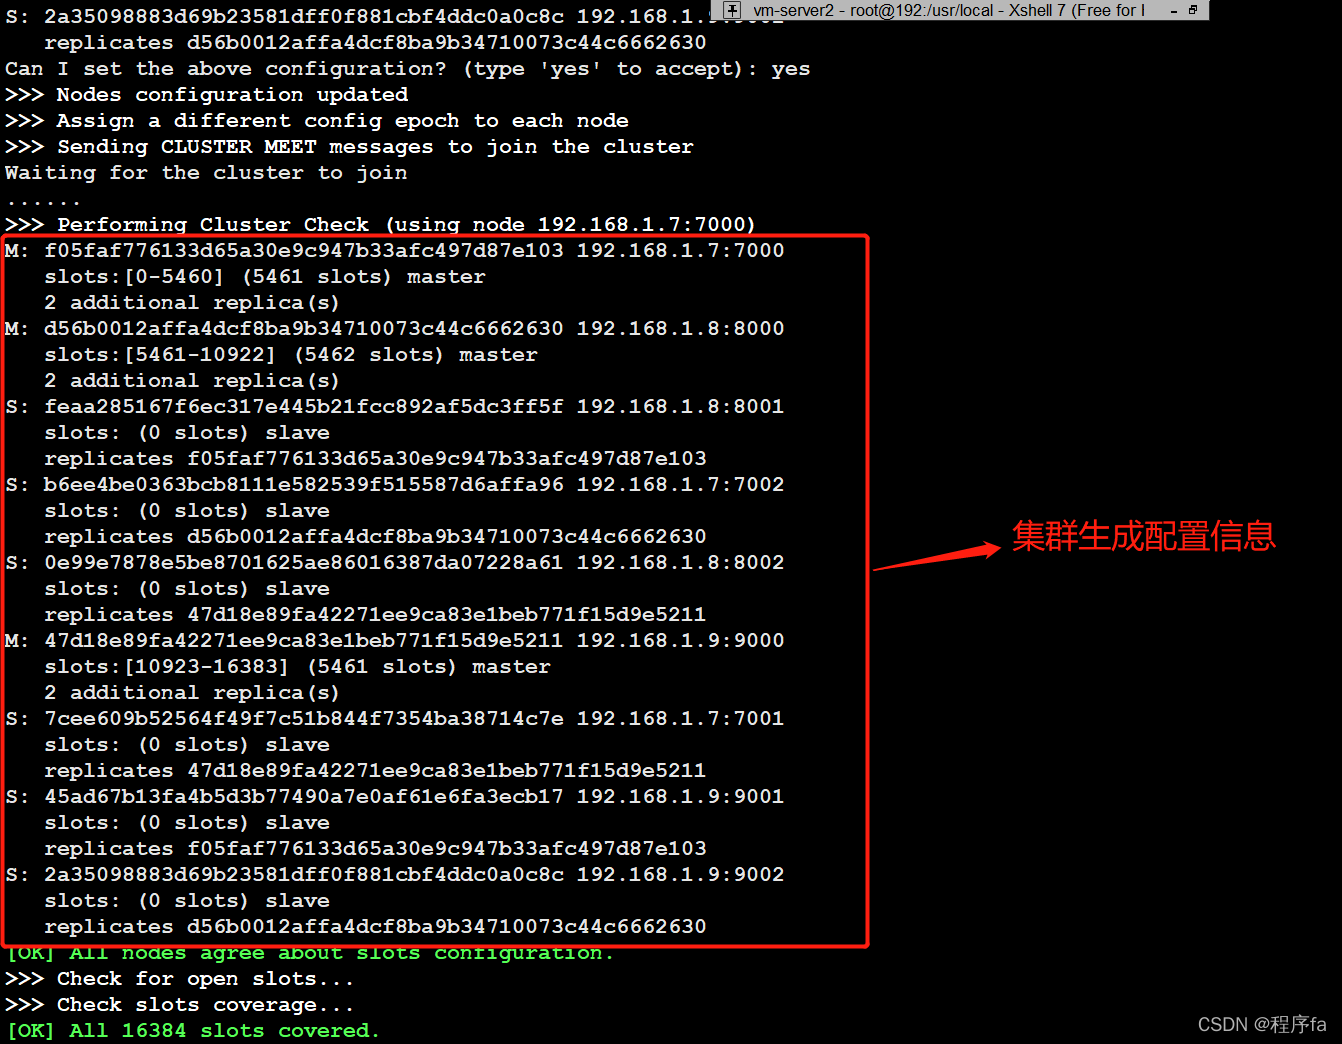 vm-server2 - root@192:/usr/local - Xshell 7 (Free for
S: 2a35098883d69b23581dff0f881cbf4ddc0a0c8c 192.168.1.9:9002
replicates d56b0012affa4dcf8ba9b34710073c44c6662630
Can I set the above configuration? (type 'yes' to accept): yes
>>> Nodes configuration updated
>>> Assign a different config epoch to each node
>>> Sending CLUSTER MEET messages to join the cluster
Waiting for the cluster to join
......
>>> Performing Cluster Check (using node 192.168.1.7:7000)
M: f05faf776133d65a30e9c947b33afc497d87e103 192.168.1.7:7000
slots:[0-5460] (5461 slots) master
2 additional replica(s)
M: d56b0012affa4dcf8ba9b34710073c44c6662630 192.168.1.8:8000
slots:[5461-10922] (5462 slots) master
2 additional replica(s)
S: feaa285167f6ec317e445b21fcc892af5dc3ff5f 192.168.1.8:8001
slots: (0 slots) slave
replicates f05faf776133d65a30e9c947b33afc497d87e103
S: b6ee4be0363bcb8111e582539f515587d6affa96 192.168.1.7:7002
slots: (0 slots) slave
replicates d56b0012affa4dcf8ba9b34710073c44c6662630
S: 0e99e7878e5be8701625ae86016387da07228a61 192.168.1.8:8002
slots: (0 slots) slave
replicates 47d18e89fa42271ee9ca83e1beb771f15d9e5211
M: 47d18e89fa42271ee9ca83e1beb771f15d9e5211 192.168.1.9:9000
slots:[10923-16383] (5461 slots) master
2 additional replica(s)
S: 7cee609b52564f49f7c51b844f7354ba38714c7e 192.168.1.7:7001
slots: (0 slots) slave
replicates 47d18e89fa42271ee9ca83e1beb771f15d9e5211
S: 45ad67b13fa4b5d3b77490a7e0af61e6fa3ecb17 192.168.1.9:9001
slots: (0 slots) slave
replicates f05faf776133d65a30e9c947b33afc497d87e103
S: 2a35098883d69b23581dff0f881cbf4ddc0a0c8c 192.168.1.9:9002
slots: (0 slots) slave
replicates d56b0012affa4dcf8ba9b34710073c44c6662630
集群生成配置信息
[OK] All nodes agree about slots configuration.
>>> Check for open slots...
>>> Check slots coverage...
[OK] All 16384 slots covered.
CSDN @程序fa